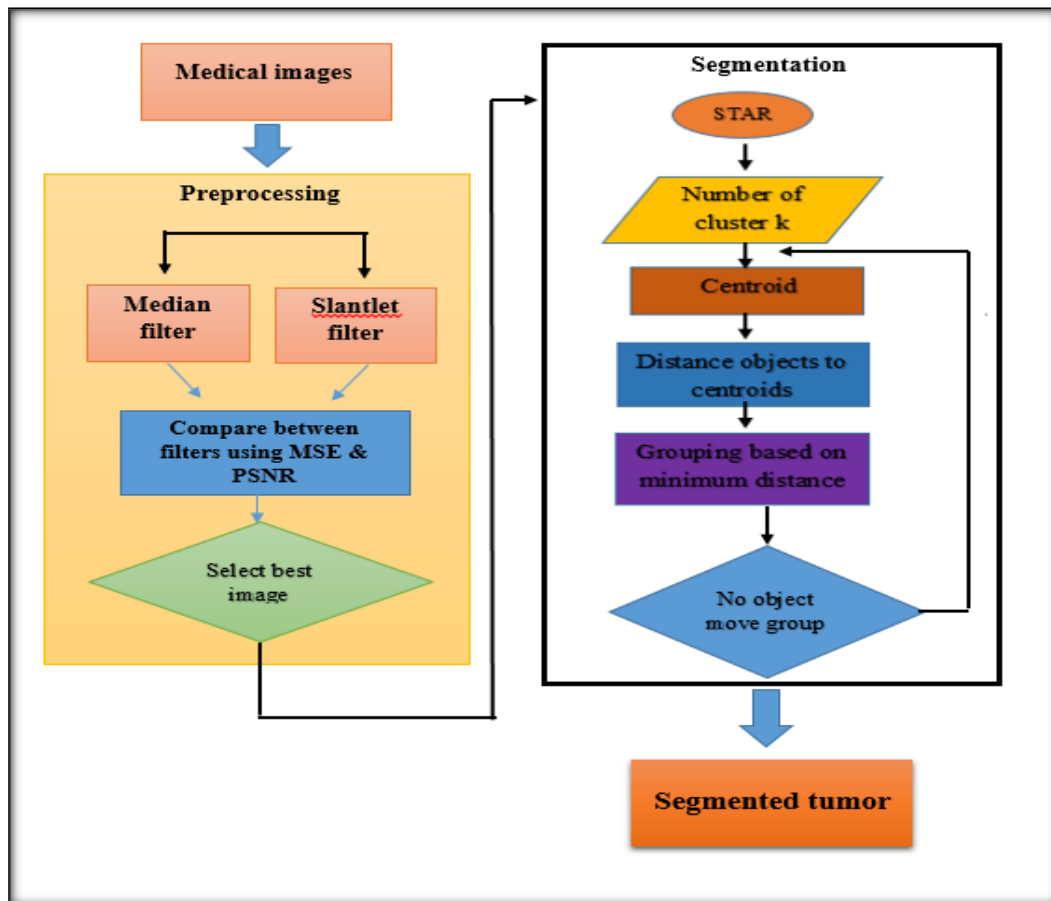 Medical images
Preprocessing
Median
filter
Slantlet
filter
Compare between
filters using MSE &
PSNR
Select best
image
Segmentation
STAR
Number of
cluster k
Centroid
Distance objects to
centroids
Grouping based on
minimum distance
No object
move group
Segmented tumor